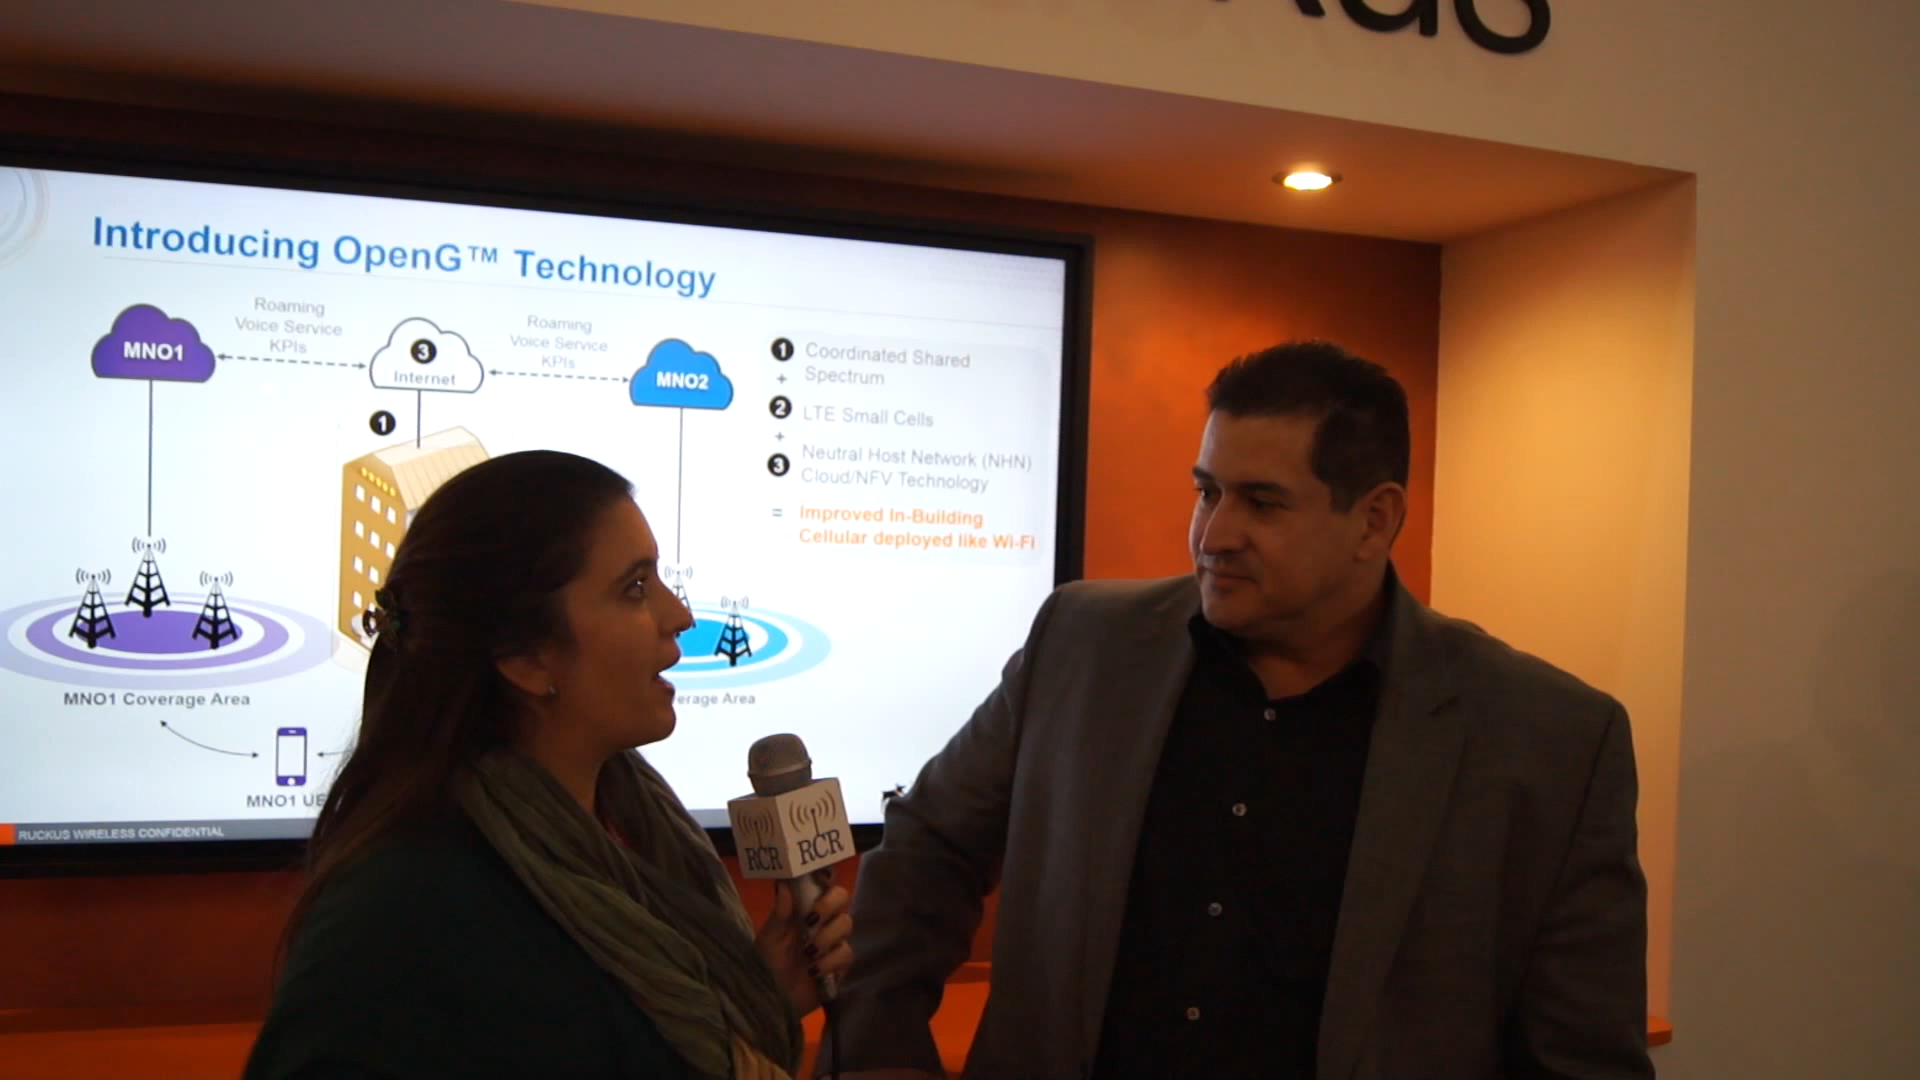 Introducing OpenG™ Technology
Roaming
Voice Service
KPIs
Roaming
Voice Service
KPIs
MNO1
3
Internet
MNO2
1
1 Coordinated Shared
Spectrum
+
2 LTE Small Cells
+
3 Neutral Host Network (NHN)
Cloud/NFV Technology
= Improved In-Building
Cellular deployed like Wi-Fi
MNO1 Coverage Area
erage Area
MNO1 UE
RUCKUS WIRELESS CONFIDENTIAL
RCR
RCR